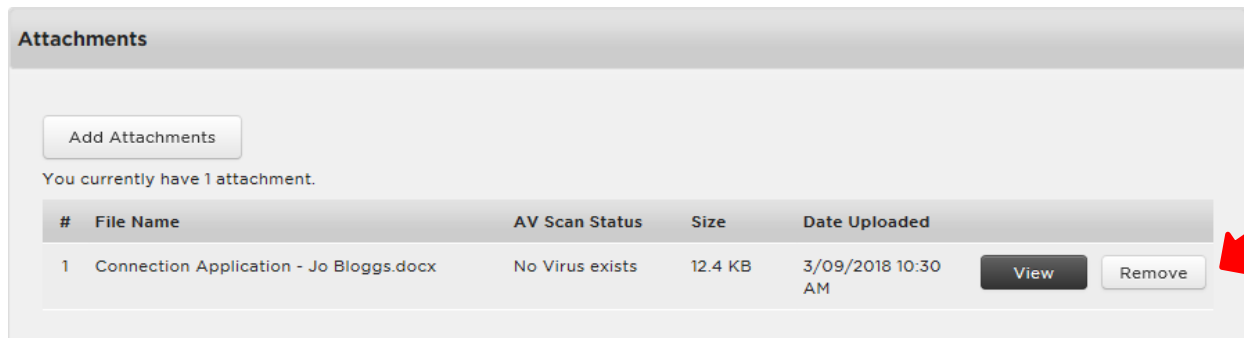 Attachments
Add Attachments
You currently have 1 attachment.
# File Name AV Scan Status Size Date Uploaded
1 Connection Application - Jo Bloggs.docx No Virus exists 12.4 KB 3/09/2018 10:30 View Remove
AM